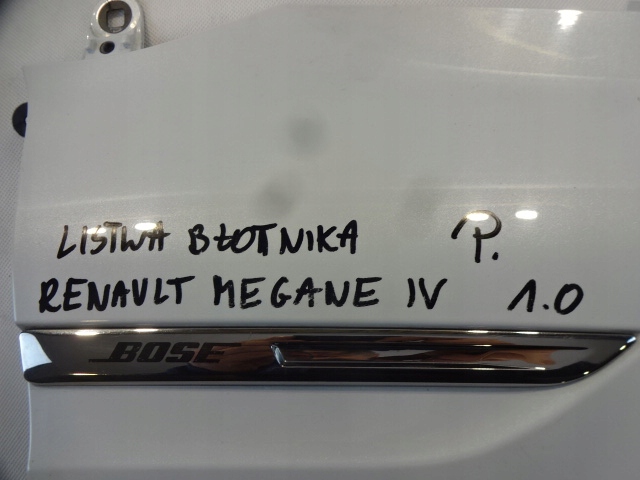 LISTWA BŁOTNIKA P.
RENAULT MEGANE IV 1.0
BOSE